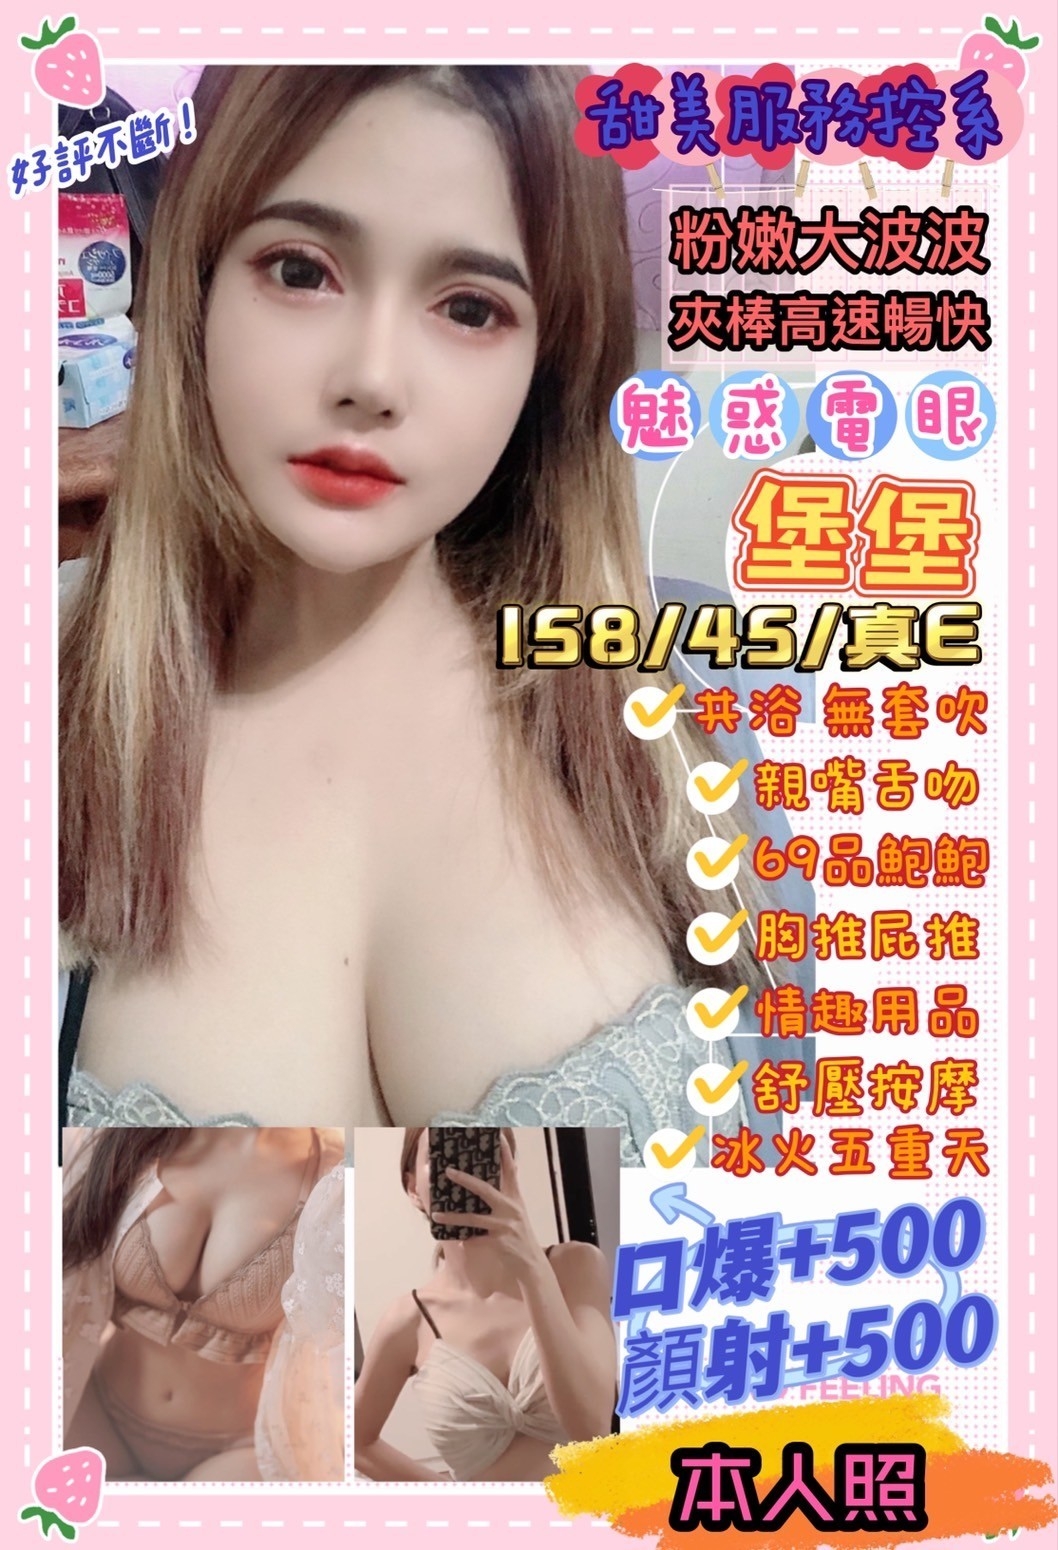 好評不斷！
甜美服務控系
粉嫩大波波
夾棒高速暢快
魅惑電眼
堡堡
158/45/真E
共浴 無套吹
親嘴舌吻
69品鮑鮑
胸推屁推
情趣用品
舒壓按摩
冰火五重天
口爆+500
顏射+500
FEELING
本人照